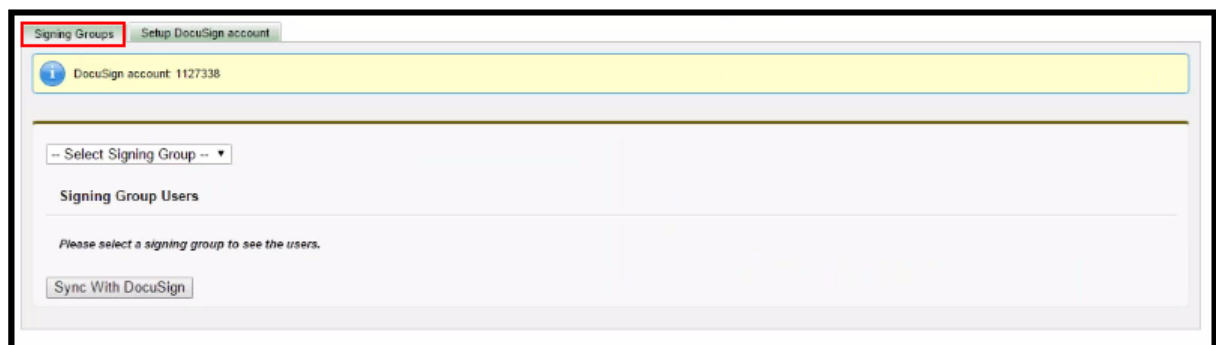 Signing Groups Setup DocuSign account
DocuSign account: 1127338
-- Select Signing Group --
Signing Group Users
Please select a signing group to see the users.
Sync With DocuSign